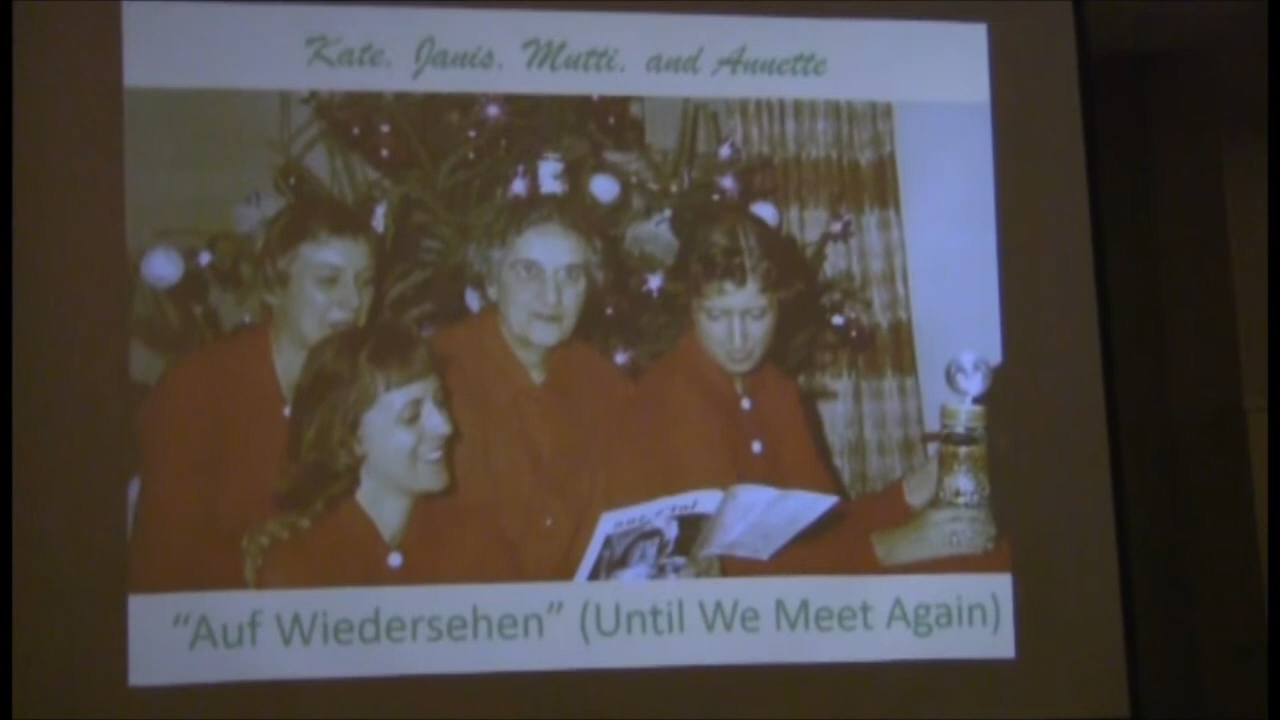 Kate, Janis, Mutti, and Annette
"Auf Wiedersehen" (Until We Meet Again)